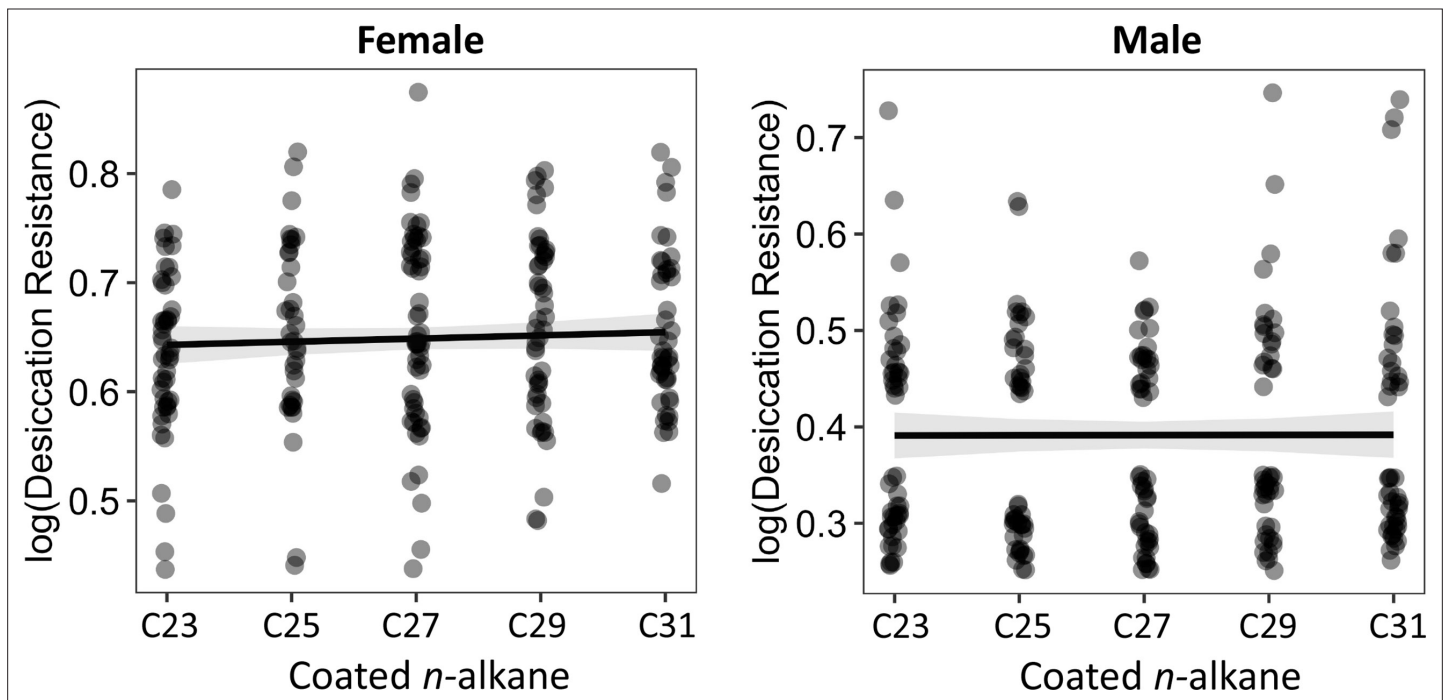 Female
log(Desiccation Resistance)
0.8
0.7
0.6
0.5
C23 C25 C27 C29 C31
Coated n-alkane
Male
log(Desiccation Resistance)
0.7
0.6
0.5
0.4
0.3
C23 C25 C27 C29 C31
Coated n-alkane